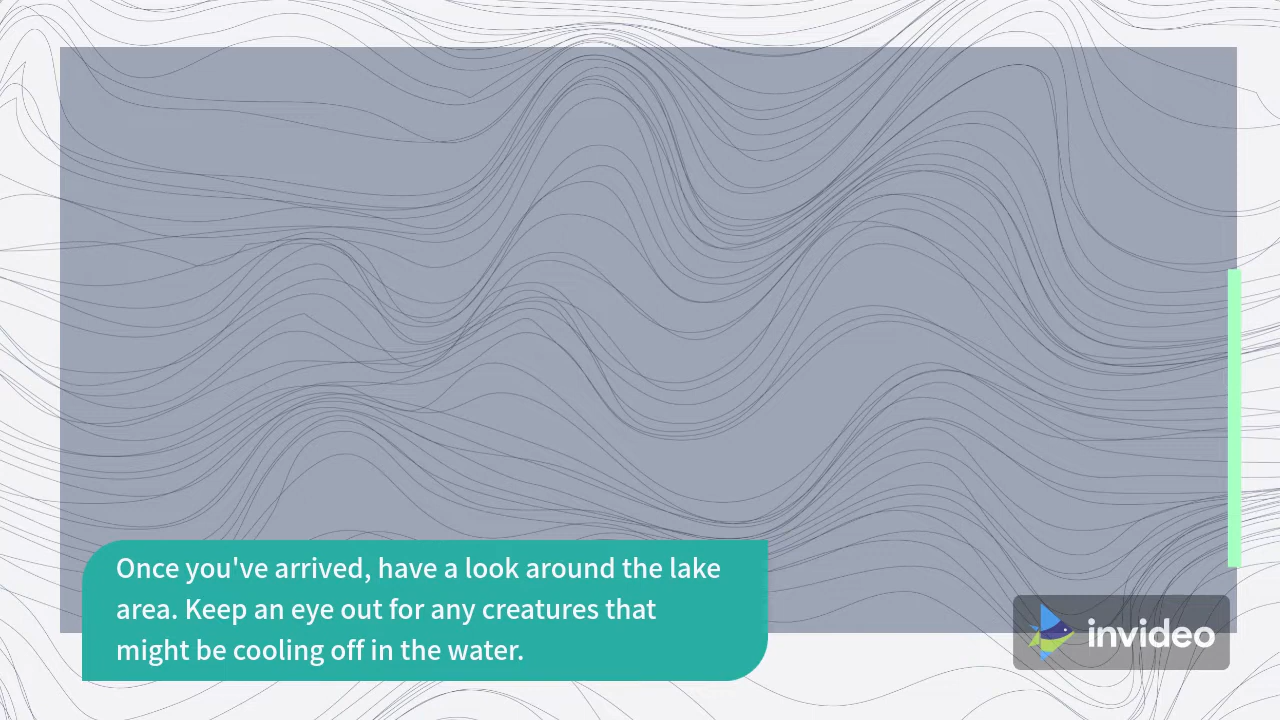 Once you've arrived, have a look around the lake
area. Keep an eye out for any creatures that
might be cooling off in the water.
invideo